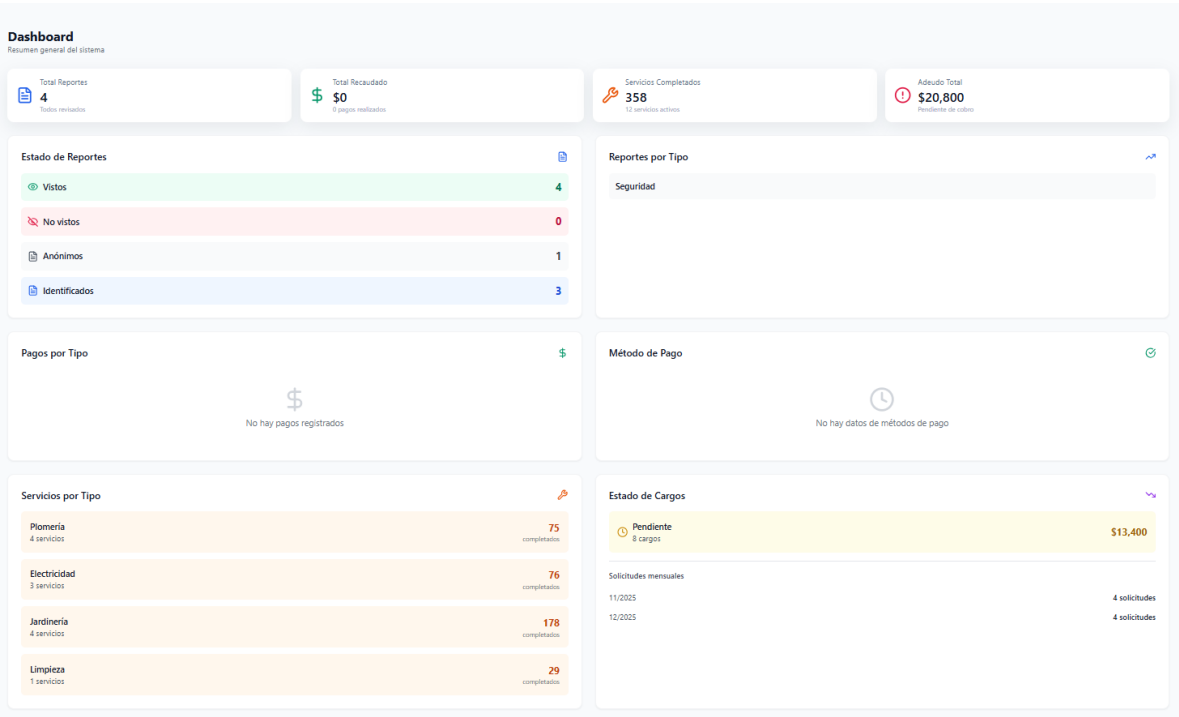 Dashboard
Resumen general del sistema
Total Reportes
4
Todos revisados
Total Recaudado
$0
0 pagos realizados
Servicios Completados
358
12 servicios activos
Adeudo Total
$20,800
Pendiente de cobro
Estado de Reportes
Vistos 4
No vistos 0
Anónimos 1
Identificados 3
Reportes por Tipo
Seguridad
Pagos por Tipo
No hay pagos registrados
Método de Pago
No hay datos de métodos de pago
Servicios por Tipo
Plomería 75
4 servicios completados
Electricidad 76
3 servicios completados
Jardinería 178
4 servicios completados
Limpieza 29
1 servicios completados
Estado de Cargos
Pendiente $13,400
8 cargos
Solicitudes mensuales
11/2025 4 solicitudes
12/2025 4 solicitudes